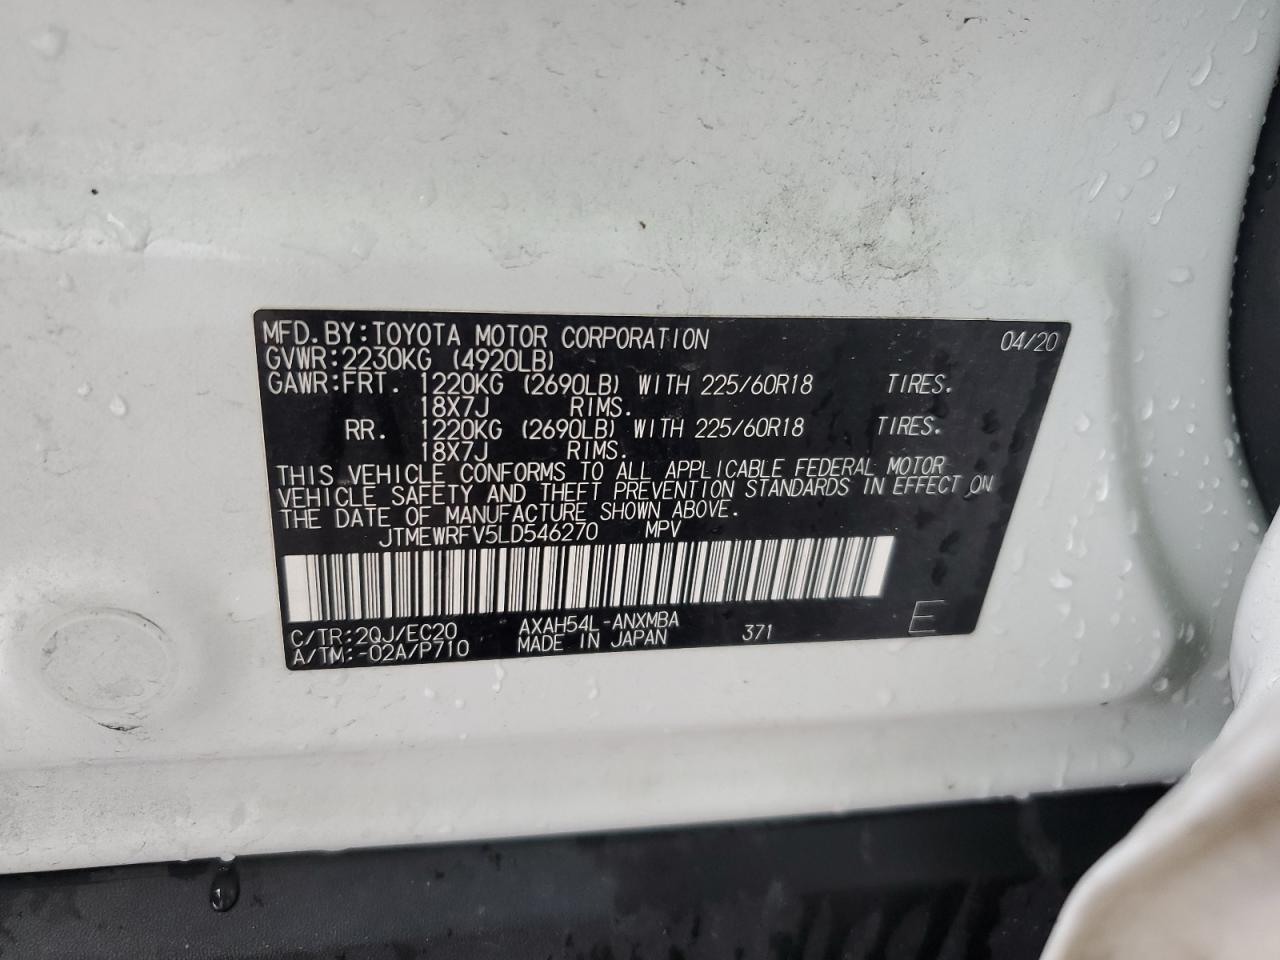 MFD.BY:TOYOTA MOTOR CORPORATION 04/20
GVWR:2230KG (4920LB)
GAWR:FRT. 1220KG (2690LB) WITH 225/60R18 TIRES.
18X7J RIMS.
RR. 1220KG (2690LB) WITH 225/60R18 TIRES.
18X7J RIMS.
THIS VEHICLE CONFORMS TO ALL APPLICABLE FEDERAL MOTOR
VEHICLE SAFETY AND THEFT PREVENTION STANDARDS IN EFFECT ON
THE DATE OF MANUFACTURE SHOWN ABOVE.
JTMEWRFV5LD546270 MPV
C/TR:2QJ/EC20 AXAH54L-ANXMBA 371 E
A/TM:-02A/P710 MADE IN JAPAN